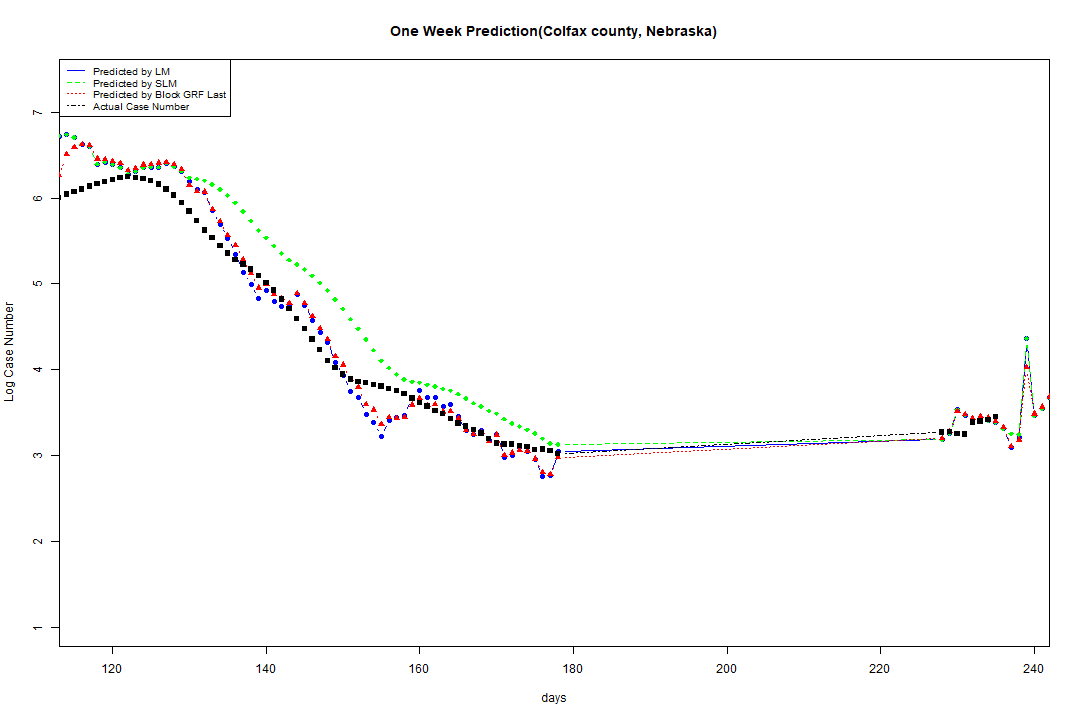 One Week Prediction(Colfax county, Nebraska)
Predicted by LM
Predicted by SLM
Predicted by Block GRF Last
Actual Case Number
7
6
5
4
3
2
1
Log Case Number
120 140 160 180 200 220 240
days